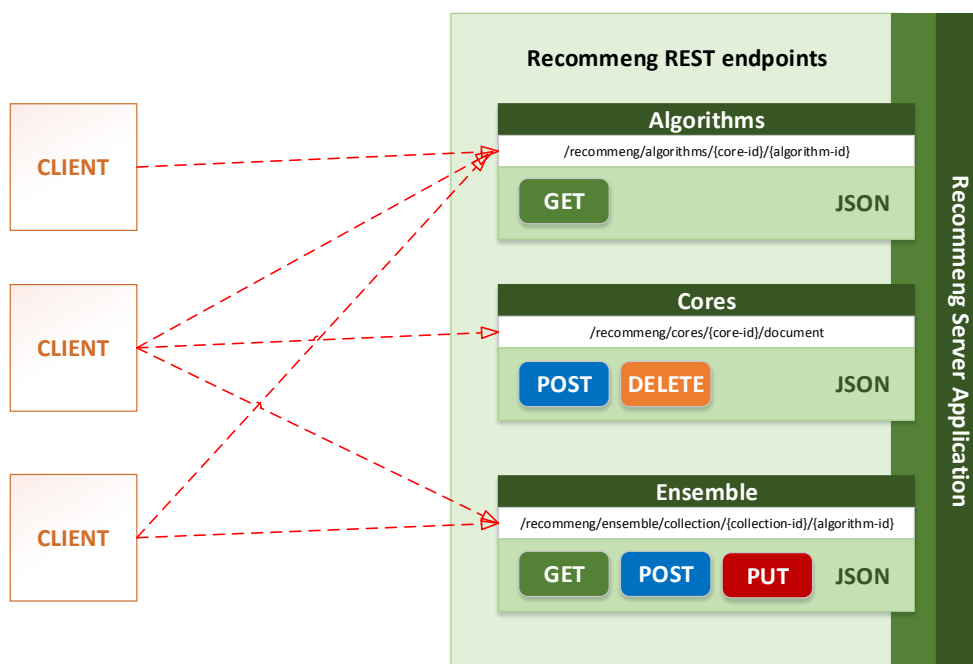 Recommeng REST endpoints
CLIENT
Algorithms
/recommeng/algorithms/{core-id}/{algorithm-id}
GET
JSON
CLIENT
Cores
/recommeng/cores/{core-id}/document
POST
DELETE
JSON
CLIENT
Ensemble
/recommeng/ensemble/collection/{collection-id}/{algorithm-id}
GET
POST
PUT
JSON
Recommeng Server Application